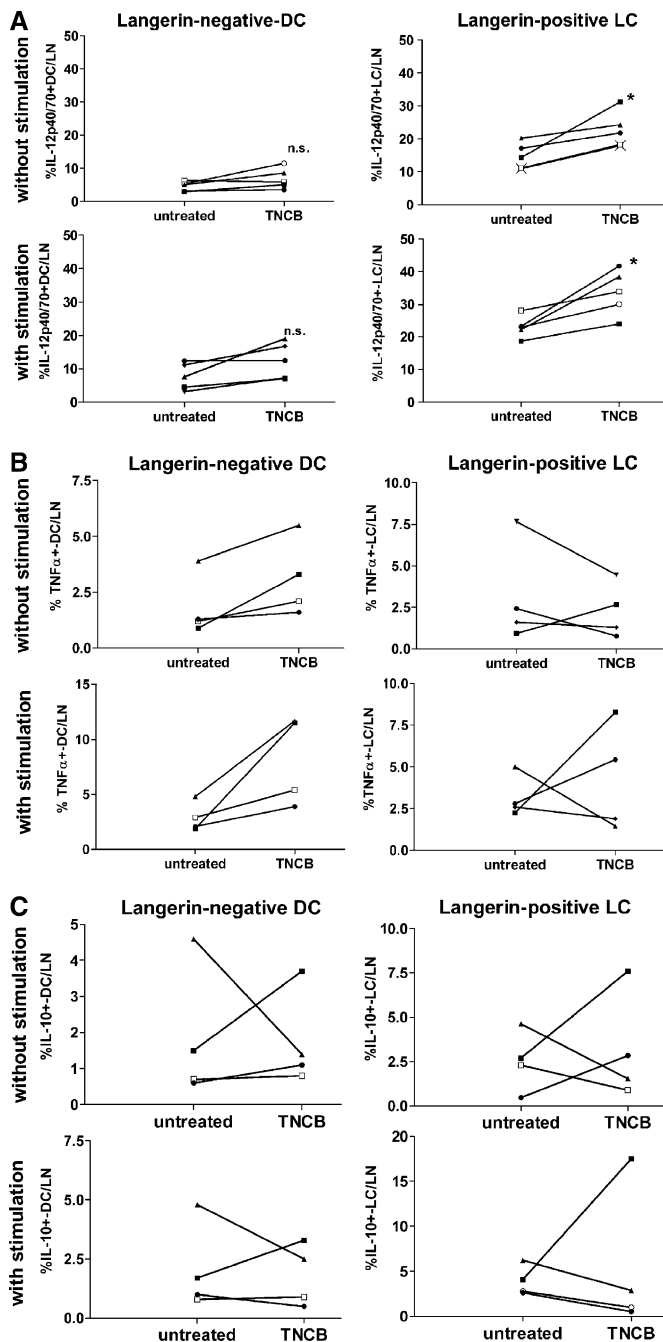 A
Langerin-negative-DC
Langerin-positive LC
without stimulation
%IL-12p40/70+DC/LN
50
40
30
20
10
0
n.s.
untreated
TNCB
%IL-12p40/70+LC/LN
50
40
30
20
10
0
*
untreated
TNCB
with stimulation
%IL-12p40/70+DC/LN
50
40
30
20
10
0
n.s.
untreated
TNCB
%IL-12p40/70+-LC/LN
50
40
30
20
10
0
*
untreated
TNCB
B
Langerin-negative DC
Langerin-positive LC
without stimulation
% TNFα+-DC/LN
7.5
5.0
2.5
0.0
untreated
TNCB
% TNFα+-LC/LN
10.0
7.5
5.0
2.5
0.0
untreated
TNCB
with stimulation
% TNFα+-DC/LN
15
10
5
0
untreated
TNCB
%TNFα+-LC/LN
10.0
7.5
5.0
2.5
0.0
untreated
TNCB
C
Langerin-negative DC
Langerin-positive LC
without stimulation
%IL-10+-DC/LN
5
4
3
2
1
0
untreated
TNCB
%IL-10+-LC/LN
10.0
7.5
5.0
2.5
0.0
untreated
TNCB
with stimulation
%IL-10+-DC/LN
7.5
5.0
2.5
0.0
untreated
TNCB
%IL-10+-LC/LN
20
15
10
5
0
untreated
TNCB